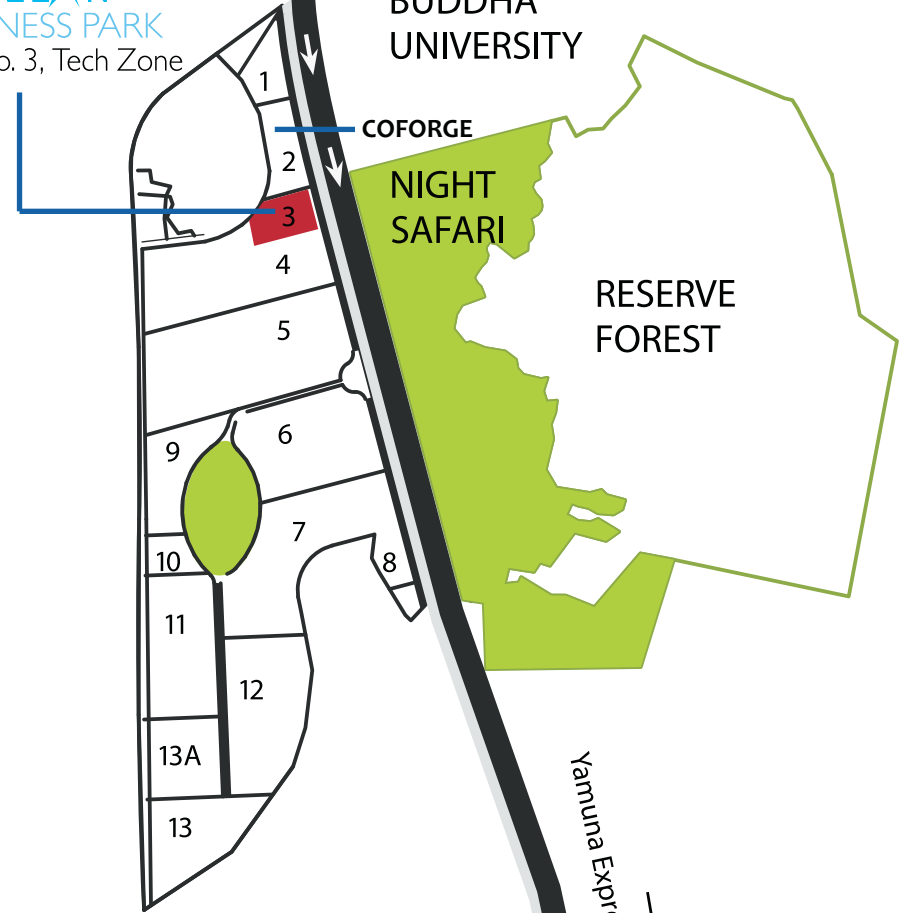 NESS PARK
o. 3, Tech Zone
BUDDHA
UNIVERSITY
1
COFORGE
2
NIGHT
SAFARI
3
4
RESERVE
FOREST
5
6
9
7
10
8
11
12
13A
Yamuna Expre
13